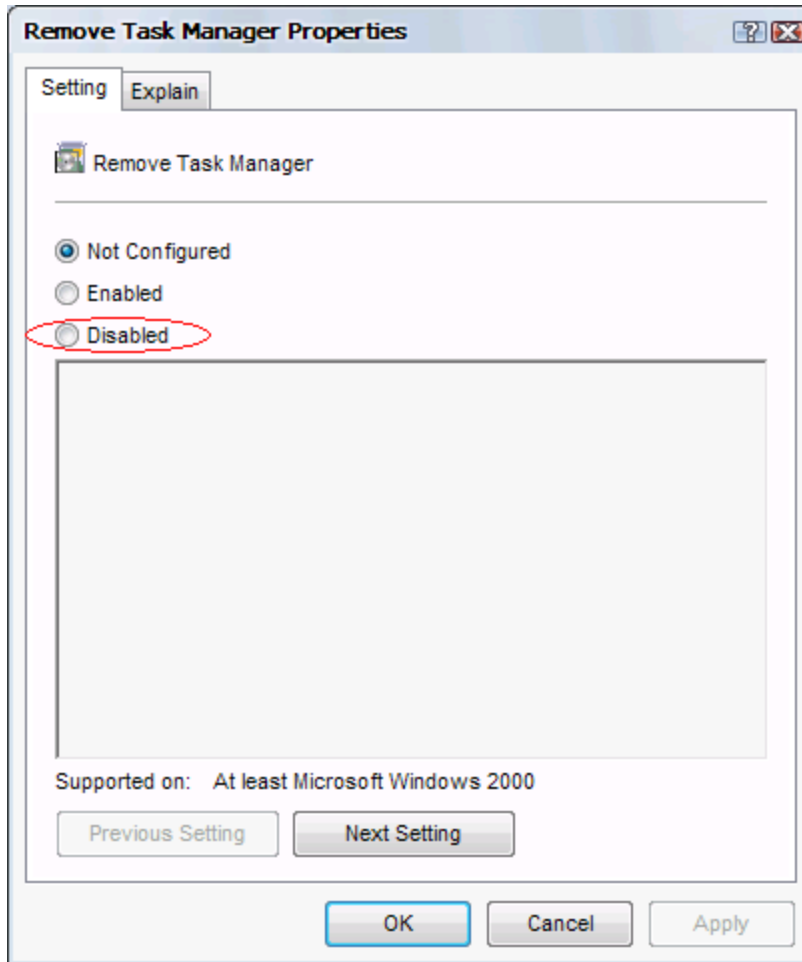 Remove Task Manager Properties
Setting
Explain
Remove Task Manager
Not Configured
Enabled
Disabled
Supported on: At least Microsoft Windows 2000
Previous Setting
Next Setting
OK
Cancel
Apply